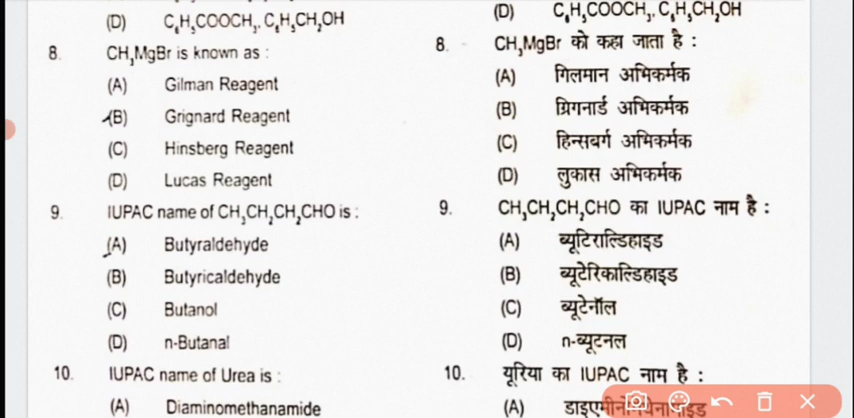 (D) C₆H₅COOCH₃, C₆H₅CH₂OH
8. CH₃MgBr is known as :
(A) Gilman Reagent
(B) Grignard Reagent
(C) Hinsberg Reagent
(D) Lucas Reagent
9. IUPAC name of CH₃CH₂CH₂CHO is :
(A) Butyraldehyde
(B) Butyricaldehyde
(C) Butanol
(D) n-Butanal
10. IUPAC name of Urea is :
(A) Diaminomethanamide
(D) C₆H₅COOCH₃, C₆H₅CH₂OH
8. CH₃MgBr को कहा जाता है :
(A) गिलमान अभिकर्मक
(B) ग्रिगनार्ड अभिकर्मक
(C) हिन्सबर्ग अभिकर्मक
(D) लुकास अभिकर्मक
9. CH₃CH₂CH₂CHO का IUPAC नाम है :
(A) ब्यूटिराल्डिहाइड
(B) ब्यूटेरिकाल्डिहाइड
(C) ब्यूटेनॉल
(D) n-ब्यूटनल
10. यूरिया का IUPAC नाम है :
(A)